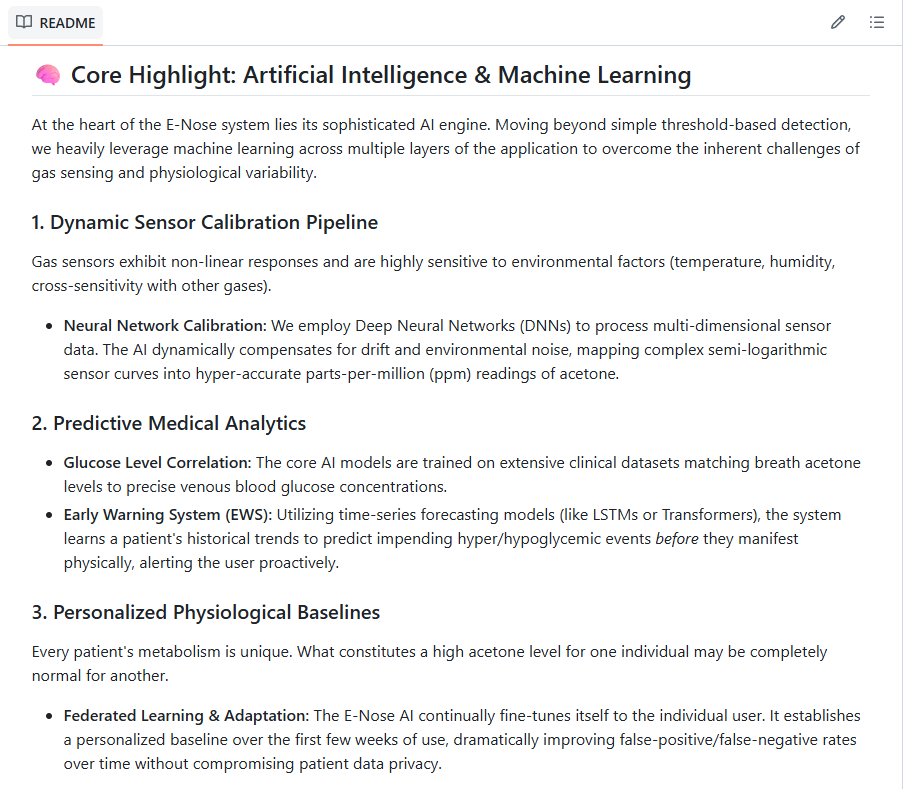 README
🧠 Core Highlight: Artificial Intelligence & Machine Learning
At the heart of the E-Nose system lies its sophisticated AI engine. Moving beyond simple threshold-based detection,
we heavily leverage machine learning across multiple layers of the application to overcome the inherent challenges of
gas sensing and physiological variability.
1. Dynamic Sensor Calibration Pipeline
Gas sensors exhibit non-linear responses and are highly sensitive to environmental factors (temperature, humidity,
cross-sensitivity with other gases).
• Neural Network Calibration: We employ Deep Neural Networks (DNNs) to process multi-dimensional sensor
data. The AI dynamically compensates for drift and environmental noise, mapping complex semi-logarithmic
sensor curves into hyper-accurate parts-per-million (ppm) readings of acetone.
2. Predictive Medical Analytics
• Glucose Level Correlation: The core AI models are trained on extensive clinical datasets matching breath acetone
levels to precise venous blood glucose concentrations.
• Early Warning System (EWS): Utilizing time-series forecasting models (like LSTMs or Transformers), the system
learns a patient's historical trends to predict impending hyper/hypoglycemic events before they manifest
physically, alerting the user proactively.
3. Personalized Physiological Baselines
Every patient's metabolism is unique. What constitutes a high acetone level for one individual may be completely
normal for another.
• Federated Learning & Adaptation: The E-Nose AI continually fine-tunes itself to the individual user. It establishes
a personalized baseline over the first few weeks of use, dramatically improving false-positive/false-negative rates
over time without compromising patient data privacy.